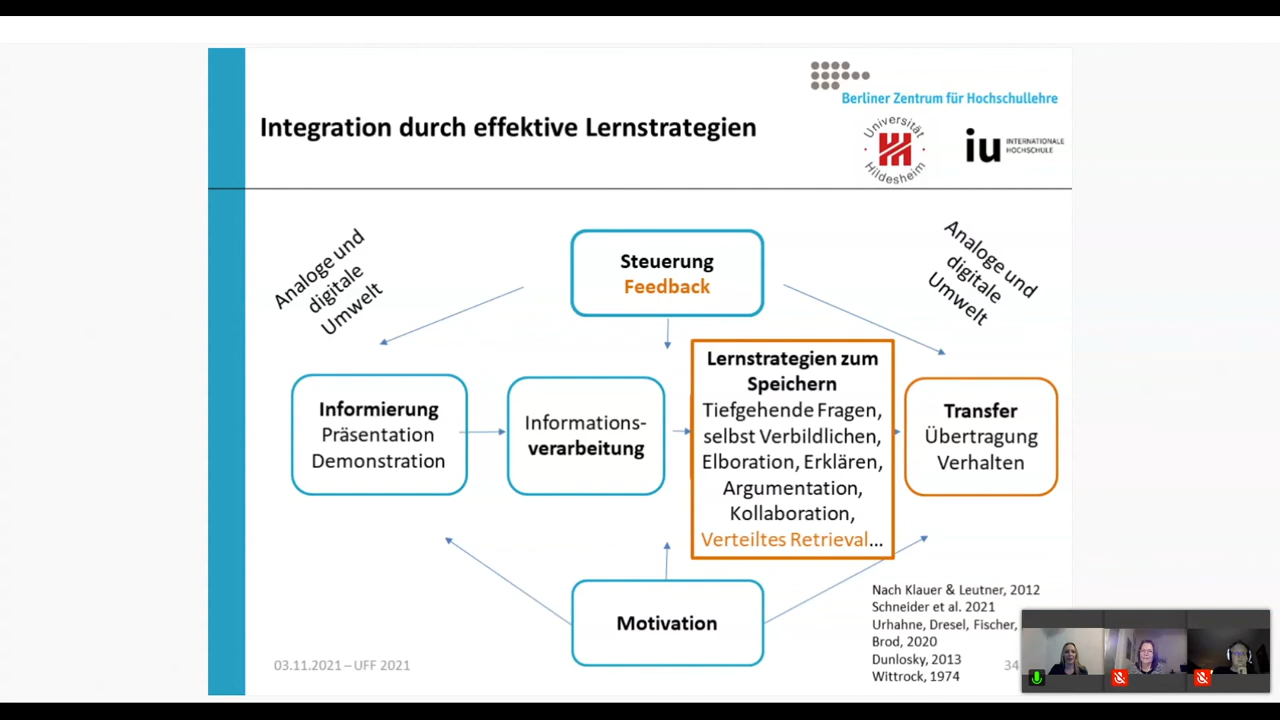 Berliner Zentrum für Hochschullehre
Integration durch effektive Lernstrategien
Universität
Hildesheim
iu INTERNATIONALE
HOCHSCHULE
Analoge und
digitale
Umwelt
Steuerung
Feedback
Analoge und
digitale
Umwelt
Informierung
Präsentation
Demonstration
Informations-
verarbeitung
Lernstrategien zum
Speichern
Tiefgehende Fragen,
selbst Verbildlichen,
Elboration, Erklären,
Argumentation,
Kollaboration,
Verteiltes Retrieval...
Transfer
Übertragung
Verhalten
Motivation
Nach Klauer & Leutner, 2012
Schneider et al. 2021
Urhahne, Dresel, Fischer,
Brod, 2020
Dunlosky, 2013
Wittrock, 1974
03.11.2021 – UFF 2021
34